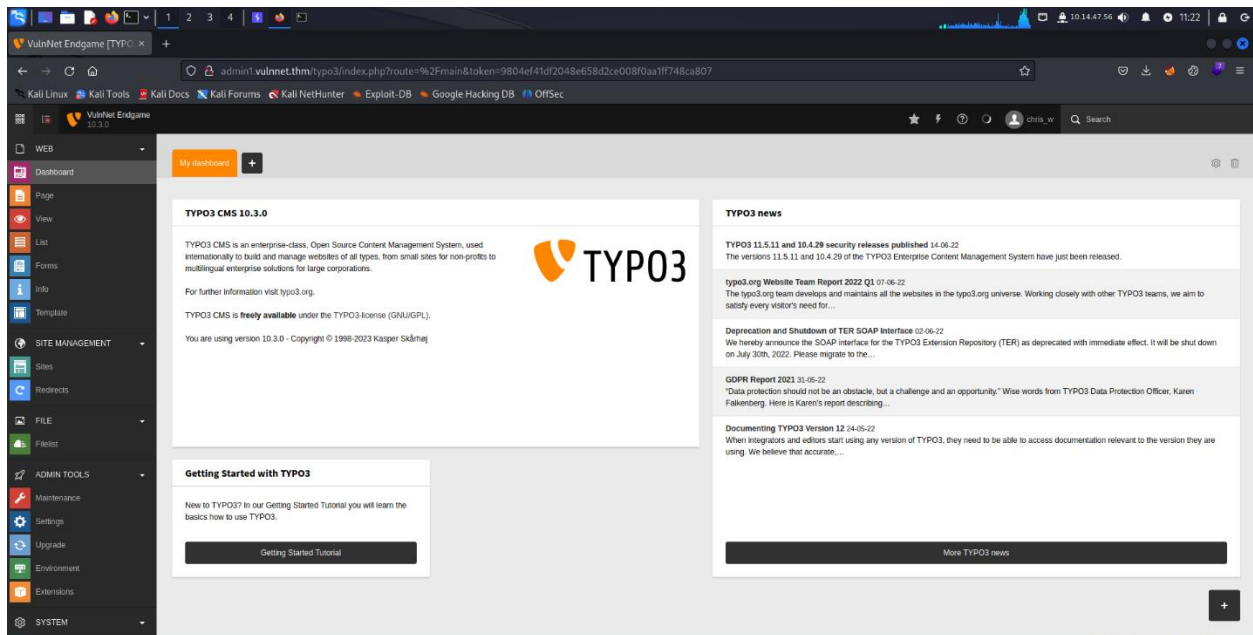 1 2 3 4
10.14.47.56 11:22
VulnNet Endgame [TYPO
admin1.vulnnet.thm/typo3/index.php?route=%2Fmain&token=9804ef41df2048e658d2ce008f0aa1ff748ca807
Kali Linux Kali Tools Kali Docs Kali Forums Kali NetHunter Exploit-DB Google Hacking DB OffSec
VulnNet Endgame
10.3.0
chris_w Search
WEB
Dashboard
Page
View
List
Forms
Info
Template
SITE MANAGEMENT
Sites
Redirects
FILE
Filelist
ADMIN TOOLS
Maintenance
Settings
Upgrade
Environment
Extensions
SYSTEM
My dashboard +
TYPO3 CMS 10.3.0
TYPO3 CMS is an enterprise-class, Open Source Content Management System, used
internationally to build and manage websites of all types, from small sites for non-profits to
multilingual enterprise solutions for large corporations.
For further information visit typo3.org.
TYPO3 CMS is freely available under the TYPO3-license (GNU/GPL).
You are using version 10.3.0 - Copyright © 1998-2023 Kasper Skårhøj
TYPO3
Getting Started with TYPO3
New to TYPO3? In our Getting Started Tutorial you will learn the
basics how to use TYPO3.
Getting Started Tutorial
TYPO3 news
TYPO3 11.5.11 and 10.4.29 security releases published 14-06-22
The versions 11.5.11 and 10.4.29 of the TYPO3 Enterprise Content Management System have just been released.
typo3.org Website Team Report 2022 Q1 07-06-22
The typo3.org team develops and maintains all the websites in the typo3.org universe. Working closely with other TYPO3 teams, we aim to
satisfy every visitor's need for…
Deprecation and Shutdown of TER SOAP Interface 02-06-22
We hereby announce the SOAP interface for the TYPO3 Extension Repository (TER) as deprecated with immediate effect. It will be shut down
on July 30th, 2022. Please migrate to the…
GDPR Report 2021 31-05-22
"Data protection should not be an obstacle, but a challenge and an opportunity." Wise words from TYPO3 Data Protection Officer, Karen
Falkenberg. Here is Karen's report describing…
Documenting TYPO3 Version 12 24-05-22
When integrators and editors start using any version of TYPO3, they need to be able to access documentation relevant to the version they are
using. We believe that accurate,…
More TYPO3 news
+